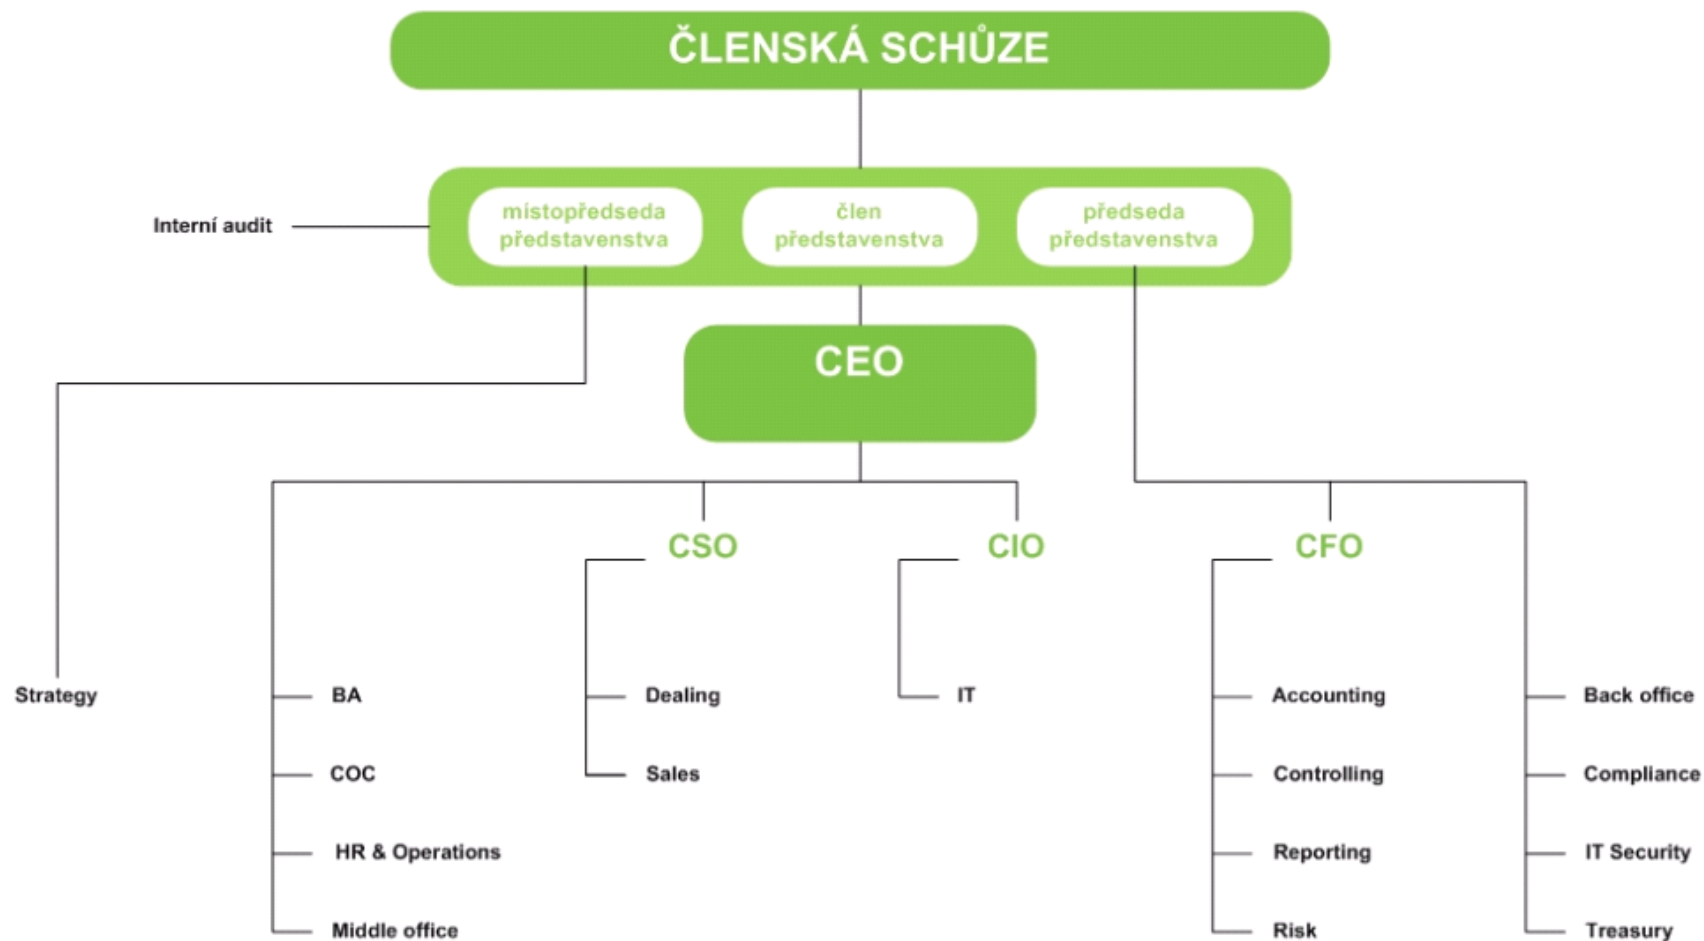 ČLENSKÁ SCHŮZE
Interní audit
místopředseda
představenstva
člen
představenstva
předseda
představenstva
CEO
CSO
CIO
CFO
Strategy
BA
Dealing
IT
Accounting
Back office
COC
Sales
Controlling
Compliance
HR & Operations
Reporting
IT Security
Middle office
Risk
Treasury